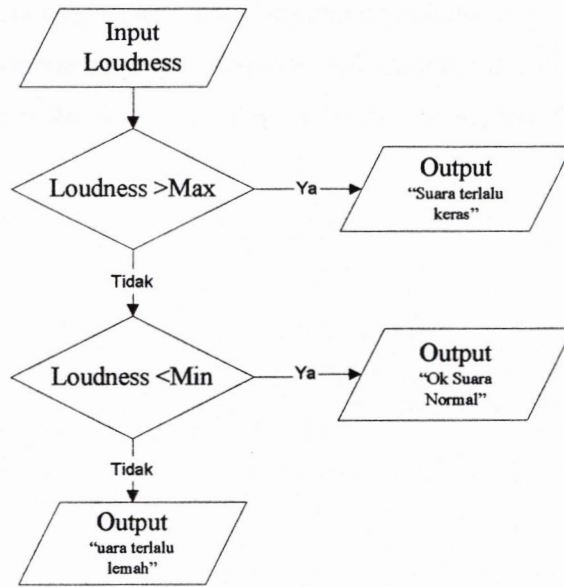 Input
Loudness
Loudness >Max
Ya
Output
“Suara terlalu
keras”
Tidak
Loudness <Min
Ya
Output
“Ok Suara
Normal”
Tidak
Output
“uara terlalu
lemah”